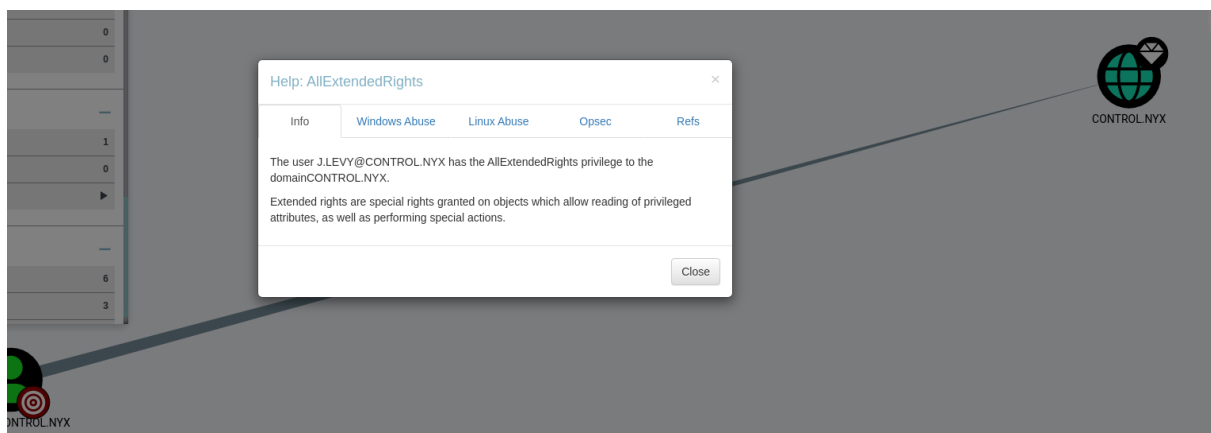 0
0
1
0
6
3
Help: AllExtendedRights ×
Info Windows Abuse Linux Abuse Opsec Refs
The user J.LEVY@CONTROL.NYX has the AllExtendedRights privilege to the
domainCONTROL.NYX.
Extended rights are special rights granted on objects which allow reading of privileged
attributes, as well as performing special actions.
Close
CONTROL.NYX
ONTROL.NYX